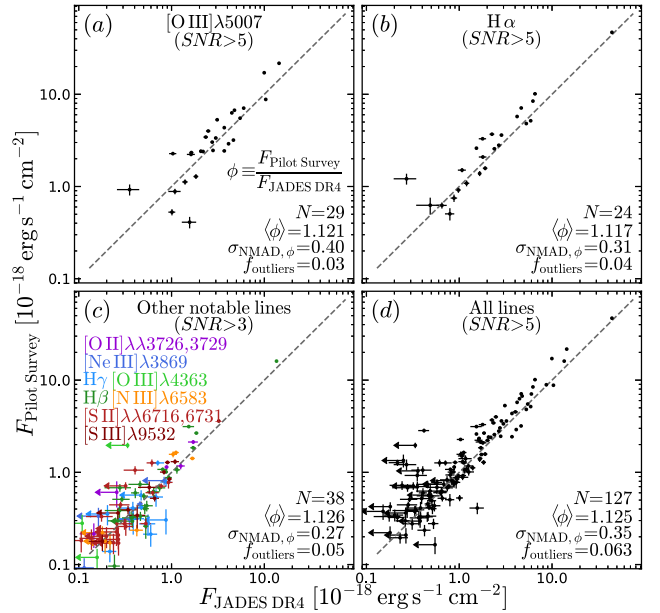 (a) [O III]λ5007
(SNR>5)
(b) Hα
(SNR>5)
10.0
1.0
0.1
ϕ ≡ F_Pilot Survey / F_JADES DR4
N=29
⟨ϕ⟩=1.121
σ_NMAD, ϕ=0.40
f_outliers=0.03
N=24
⟨ϕ⟩=1.117
σ_NMAD, ϕ=0.31
f_outliers=0.04
(c) Other notable lines
(SNR>3)
[O II]λλ3726,3729
[Ne III]λ3869
Hγ [O III]λ4363
Hβ [N III]λ6583
[S II]λλ6716,6731
[S III]λ9532
N=38
⟨ϕ⟩=1.126
σ_NMAD, ϕ=0.27
f_outliers=0.05
(d) All lines
(SNR>5)
N=127
⟨ϕ⟩=1.125
σ_NMAD, ϕ=0.35
f_outliers=0.063
10.0
1.0
0.1
0.1 1.0 10.0
0.1 1.0 10.0
F_Pilot Survey [10⁻¹⁸ erg s⁻¹ cm⁻²]
F_JADES DR4 [10⁻¹⁸ erg s⁻¹ cm⁻²]